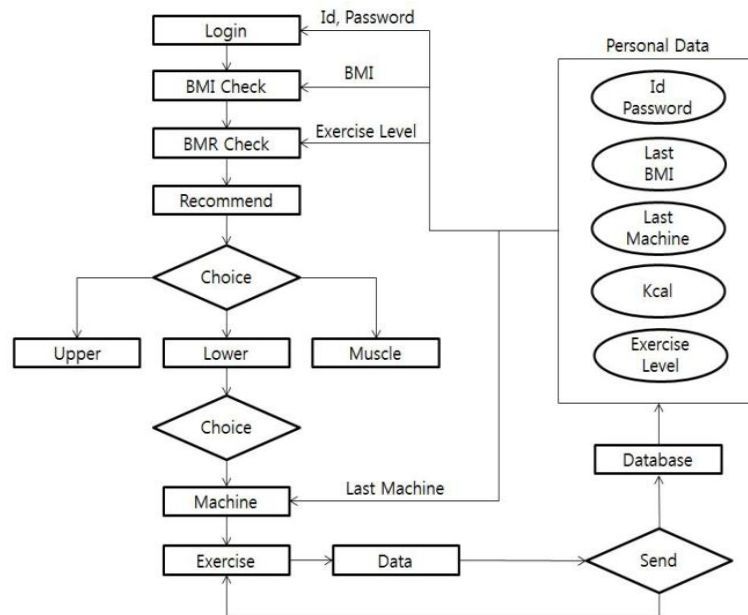 Id, Password
Login
Personal Data
BMI
BMI Check
Id
Password
Exercise Level
BMR Check
Last
BMI
Recommend
Last
Machine
Choice
Kcal
Upper
Lower
Muscle
Exercise
Level
Choice
Database
Last Machine
Machine
Exercise
Data
Send